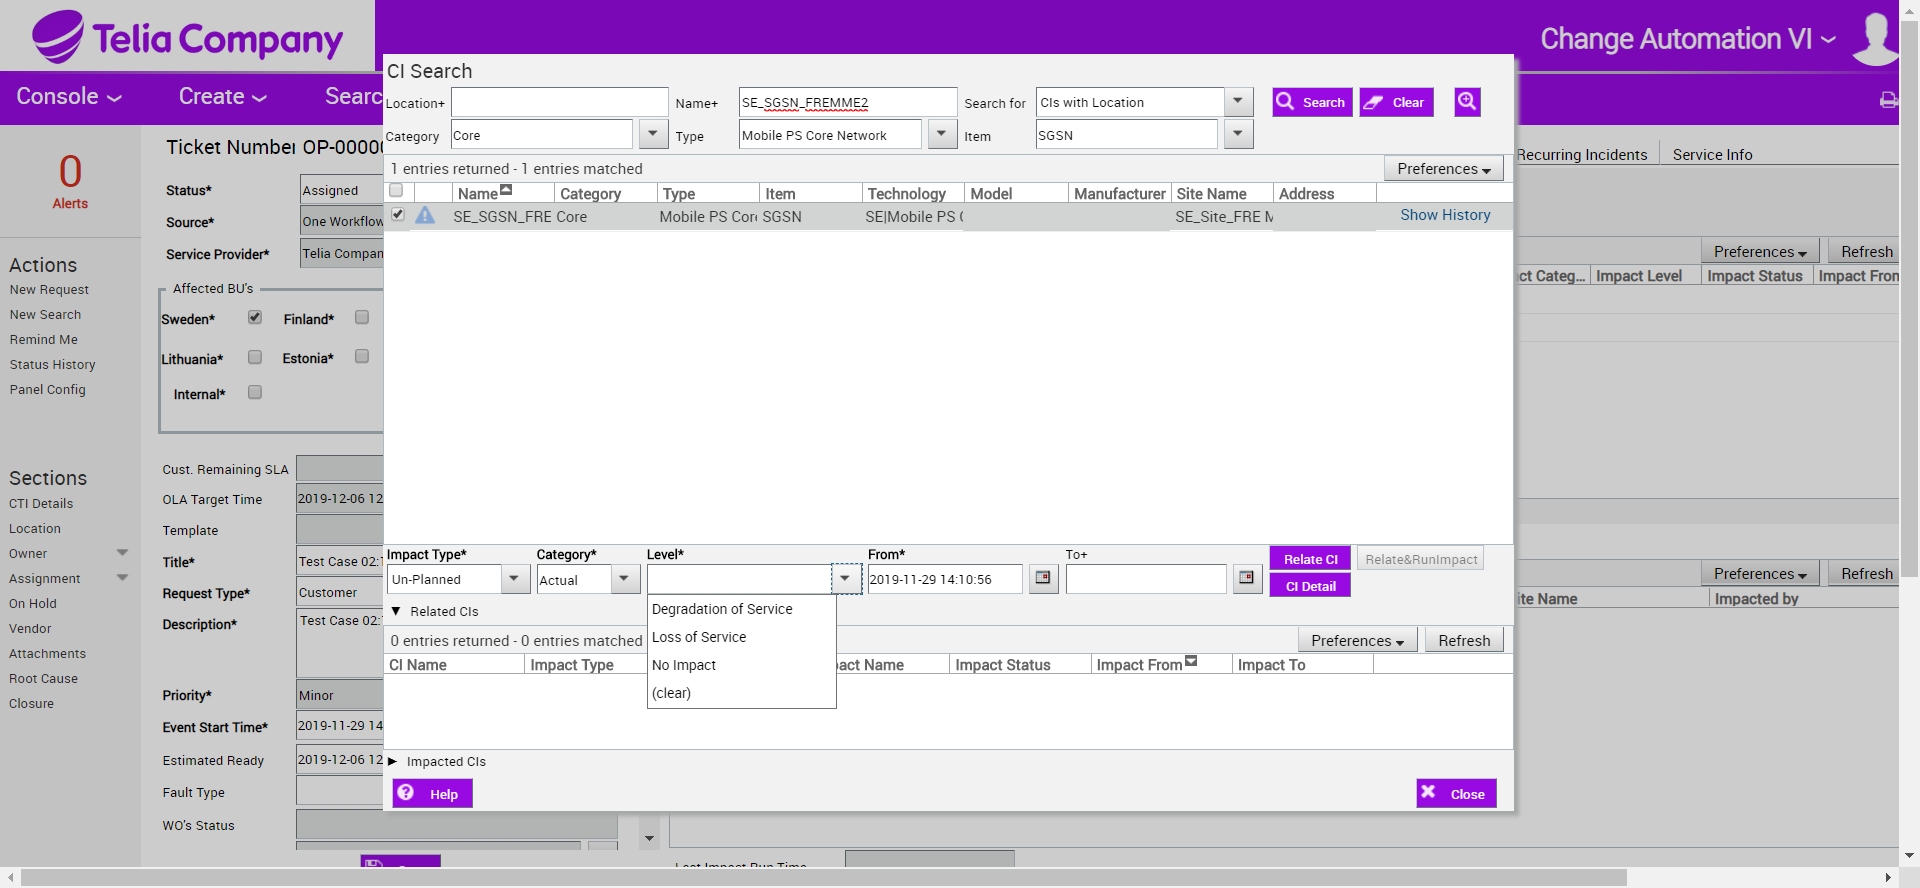 Telia Company
Change Automation VI
Console
Create
Searc
CI Search
Location+
Name+ SE_SGSN_FREMME2
Search for CIs with Location
Search
Clear
Category Core
Type Mobile PS Core Network
Item SGSN
1 entries returned - 1 entries matched
Preferences
Name Category Type Item Technology Model Manufacturer Site Name Address
SE_SGSN_FRE Core Mobile PS Cor SGSN SE|Mobile PS ( SE_Site_FRE M
Show History
Impact Type* Category* Level* From* To+
Un-Planned
Actual
2019-11-29 14:10:56
Relate CI
Relate&RunImpact
CI Detail
Degradation of Service
Loss of Service
No Impact
(clear)
Related CIs
0 entries returned - 0 entries matched
Preferences
Refresh
CI Name Impact Type pact Name Impact Status Impact From Impact To
Impacted CIs
Help
Close
0
Alerts
Actions
New Request
New Search
Remind Me
Status History
Panel Config
Sections
CTI Details
Location
Owner
Assignment
On Hold
Vendor
Attachments
Root Cause
Closure
Ticket Number OP-0000
Status* Assigned
Source* One Workflow
Service Provider* Telia Compan
Affected BU's
Sweden* Finland*
Lithuania* Estonia*
Internal*
Cust. Remaining SLA
OLA Target Time 2019-12-06 12
Template
Title* Test Case 02:
Request Type* Customer
Description* Test Case 02:
Priority* Minor
Event Start Time* 2019-11-29 14
Estimated Ready 2019-12-06 12
Fault Type
WO's Status
Recurring Incidents
Service Info
Preferences
Refresh
ct Categ... Impact Level Impact Status Impact From
Preferences
Refresh
ite Name Impacted by
Last Impact Run Time